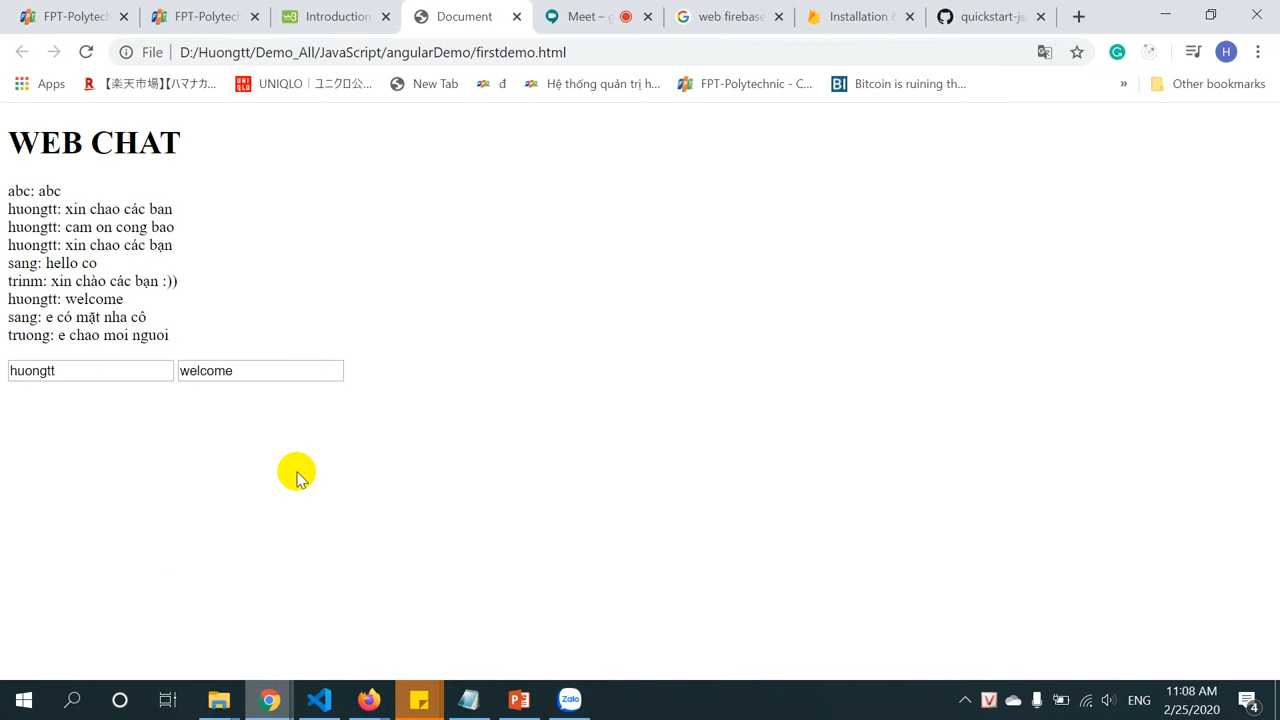 FPT-Polytech
FPT-Polytech
Introduction
Document
Meet –
web firebase
Installation &
quickstart-js
File
D:/Huongtt/Demo_All/JavaScript/angularDemo/firstdemo.html
H
Apps
【楽天市場】【ハマナカ...
UNIQLO｜ユニクロ公...
New Tab
đ
Hệ thống quản trị h...
FPT-Polytechnic - C...
BI
Bitcoin is ruining th...
»
Other bookmarks
WEB CHAT
abc: abc
huongtt: xin chao các ban
huongtt: cam on cong bao
huongtt: xin chao các bạn
sang: hello co
trinm: xin chào các bạn :))
huongtt: welcome
sang: e có mặt nha cô
truong: e chao moi nguoi
huongtt
welcome
Zalo
ENG
11:08 AM
2/25/2020
4